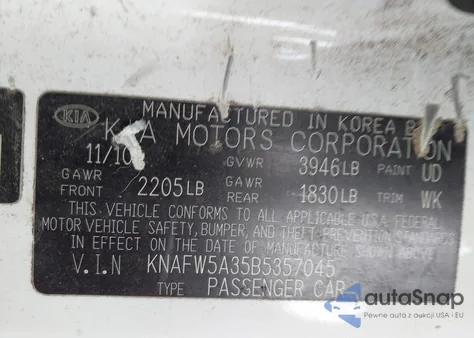 MANUFACTURED IN KOREA B
KIA KIA MOTORS CORPORATION
11/10 GVWR 3946LB PAINT UD
GAWR FRONT 2205LB GAWR REAR 1830LB TRIM WK
THIS VEHICLE CONFORMS TO ALL APPLICABLE U.S.A FEDERAL
MOTOR VEHICLE SAFETY, BUMPER, AND THEFT PREVENTION STANDARDS
IN EFFECT ON THE DATE OF MANUFACTURE SHOWN ABOVE.
V.I.N KNAFW5A35B5357045
TYPE PASSENGER CAR
autoSnap
Pewne auta z aukcji USA i EU